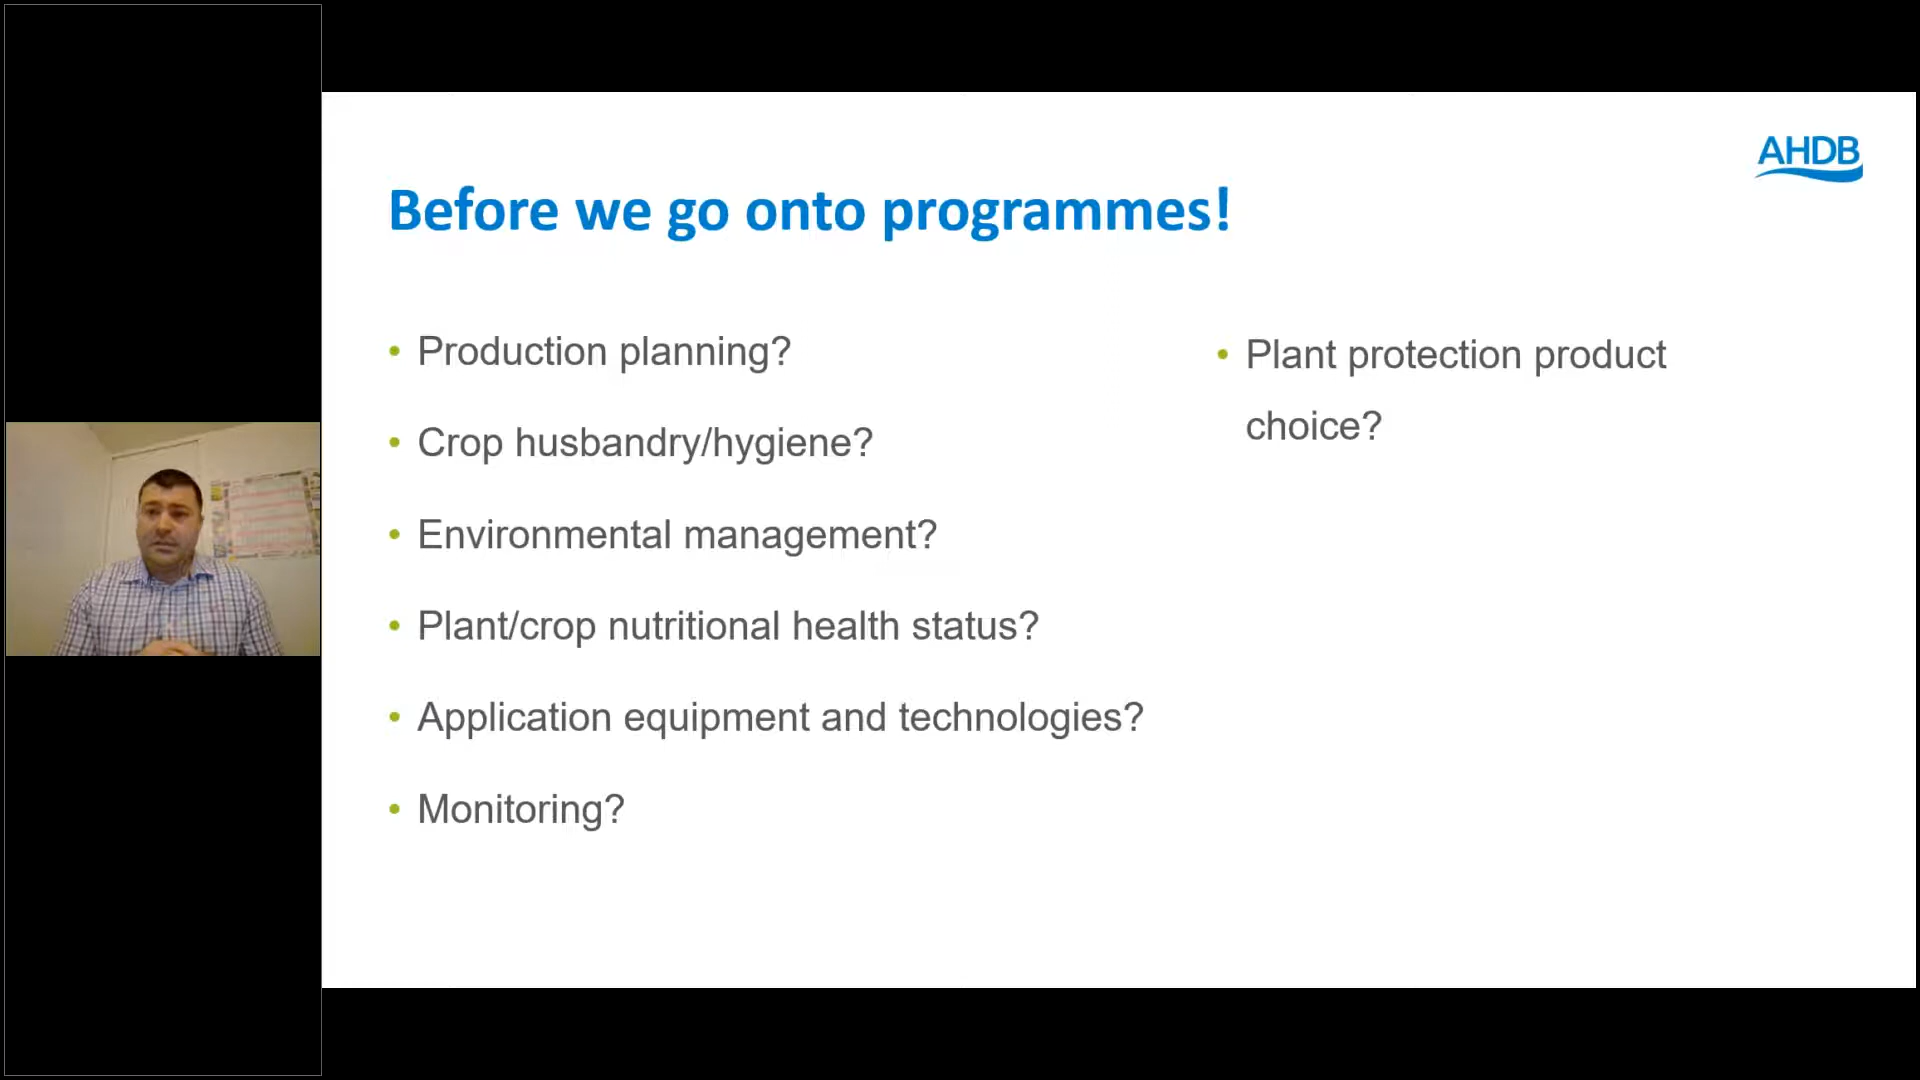 AHDB
Before we go onto programmes!
• Production planning?
• Crop husbandry/hygiene?
• Environmental management?
• Plant/crop nutritional health status?
• Application equipment and technologies?
• Monitoring?
• Plant protection product
choice?